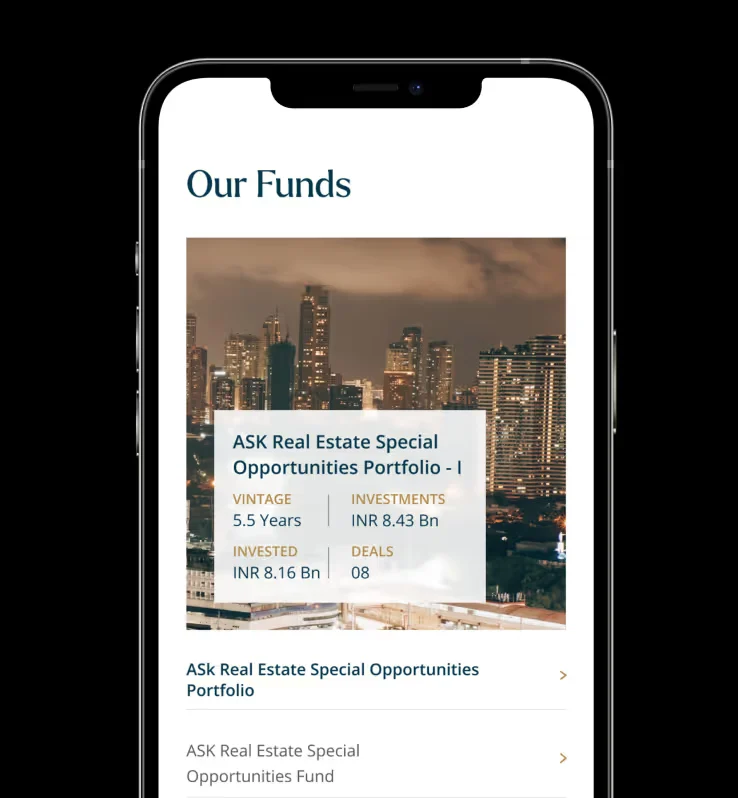 Our Funds
ASK Real Estate Special
Opportunities Portfolio - I
VINTAGE
INVESTMENTS
5.5 Years
INR 8.43 Bn
INVESTED
DEALS
INR 8.16 Bn
08
ASk Real Estate Special Opportunities
Portfolio
ASK Real Estate Special
Opportunities Fund